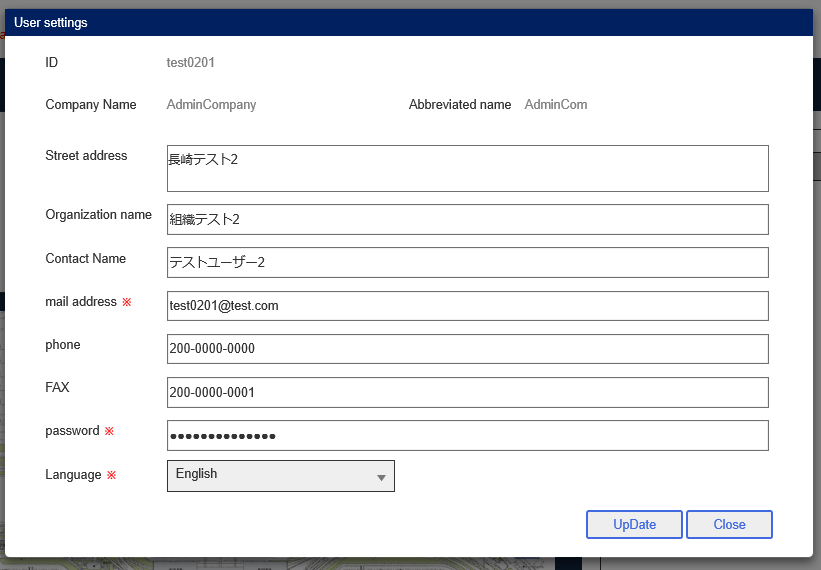 User settings
ID test0201
Company Name AdminCompany Abbreviated name AdminCom
Street address 長崎テスト2
Organization name 組織テスト2
Contact Name テストユーザー2
mail address ※ test0201@test.com
phone 200-0000-0000
FAX 200-0000-0001
password ※ ●●●●●●●●●●●●●●
Language ※ English
UpDate Close